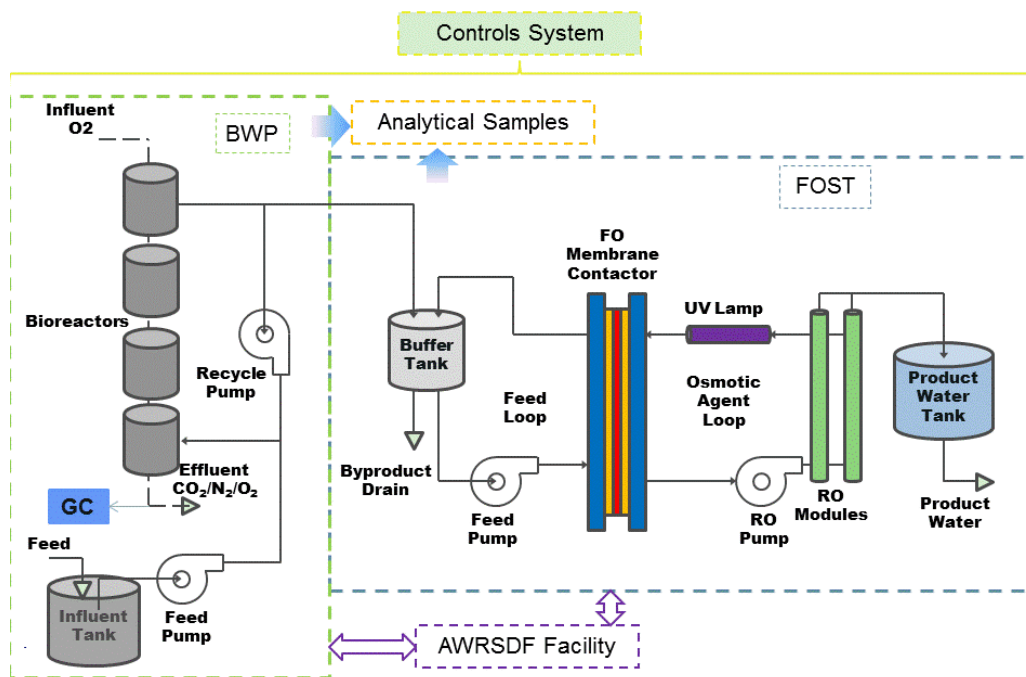 Controls System
Influent
O2
BWP
Analytical Samples
FOST
FO
Membrane
Contactor
UV Lamp
Bioreactors
Recycle
Pump
Buffer
Tank
Feed
Loop
Osmotic
Agent
Loop
Product
Water
Tank
Effluent
CO₂/N₂/O₂
GC
Byproduct
Drain
Feed
Pump
RO
Pump
RO
Modules
Product
Water
Feed
Influent
Tank
Feed
Pump
AWRSDF Facility